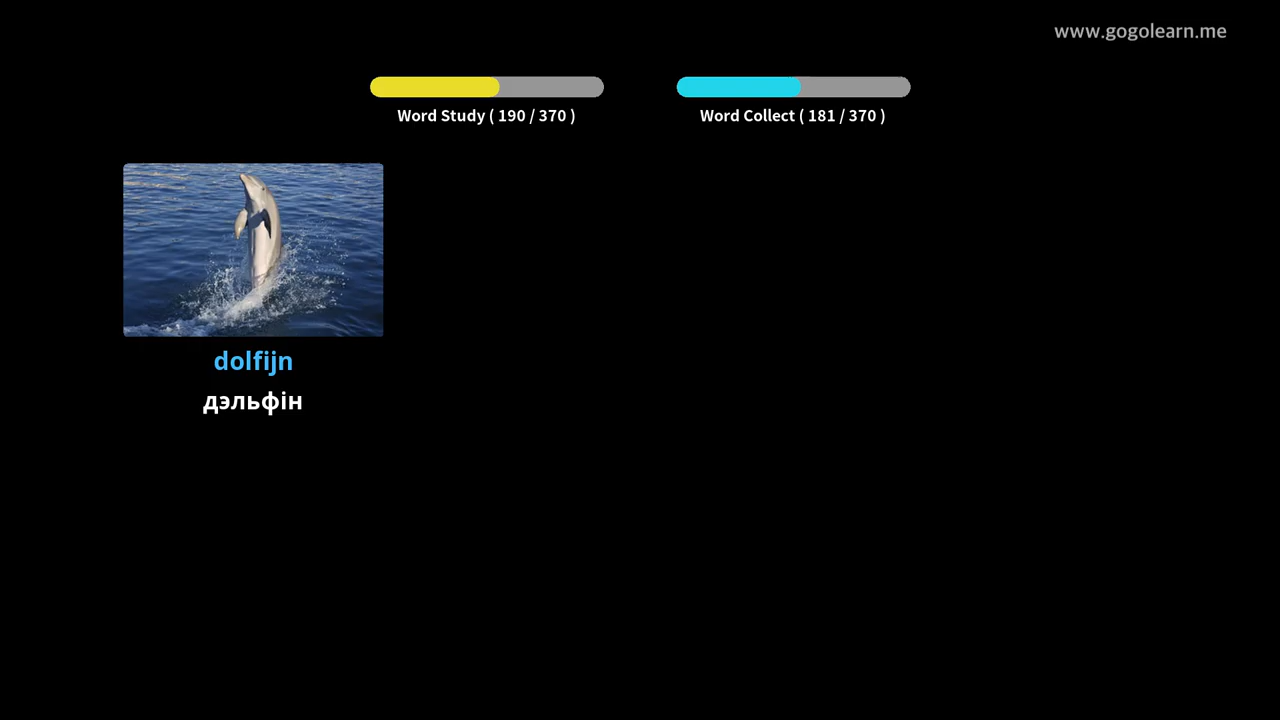 www.gogolearn.me
Word Study ( 190 / 370 )
Word Collect ( 181 / 370 )
dolfijn
дэльфін